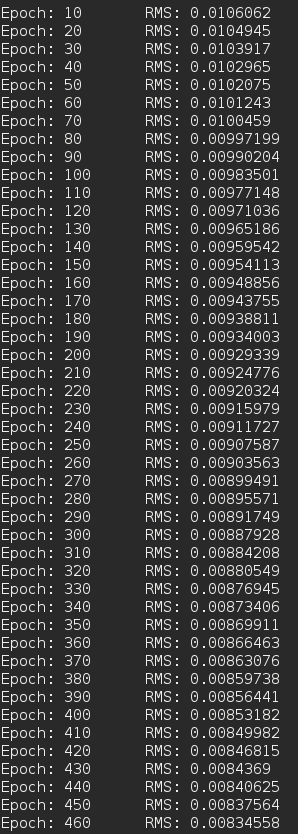 Epoch: 10 RMS: 0.0106062
Epoch: 20 RMS: 0.0104945
Epoch: 30 RMS: 0.0103917
Epoch: 40 RMS: 0.0102965
Epoch: 50 RMS: 0.0102075
Epoch: 60 RMS: 0.0101243
Epoch: 70 RMS: 0.0100459
Epoch: 80 RMS: 0.00997199
Epoch: 90 RMS: 0.00990204
Epoch: 100 RMS: 0.00983501
Epoch: 110 RMS: 0.00977148
Epoch: 120 RMS: 0.00971036
Epoch: 130 RMS: 0.00965186
Epoch: 140 RMS: 0.00959542
Epoch: 150 RMS: 0.00954113
Epoch: 160 RMS: 0.00948856
Epoch: 170 RMS: 0.00943755
Epoch: 180 RMS: 0.00938811
Epoch: 190 RMS: 0.00934003
Epoch: 200 RMS: 0.00929339
Epoch: 210 RMS: 0.00924776
Epoch: 220 RMS: 0.00920324
Epoch: 230 RMS: 0.00915979
Epoch: 240 RMS: 0.00911727
Epoch: 250 RMS: 0.00907587
Epoch: 260 RMS: 0.00903563
Epoch: 270 RMS: 0.00899491
Epoch: 280 RMS: 0.00895571
Epoch: 290 RMS: 0.00891749
Epoch: 300 RMS: 0.00887928
Epoch: 310 RMS: 0.00884208
Epoch: 320 RMS: 0.00880549
Epoch: 330 RMS: 0.00876945
Epoch: 340 RMS: 0.00873406
Epoch: 350 RMS: 0.00869911
Epoch: 360 RMS: 0.00866463
Epoch: 370 RMS: 0.00863076
Epoch: 380 RMS: 0.00859738
Epoch: 390 RMS: 0.00856441
Epoch: 400 RMS: 0.00853182
Epoch: 410 RMS: 0.00849982
Epoch: 420 RMS: 0.00846815
Epoch: 430 RMS: 0.0084369
Epoch: 440 RMS: 0.00840625
Epoch: 450 RMS: 0.00837564
Epoch: 460 RMS: 0.00834558